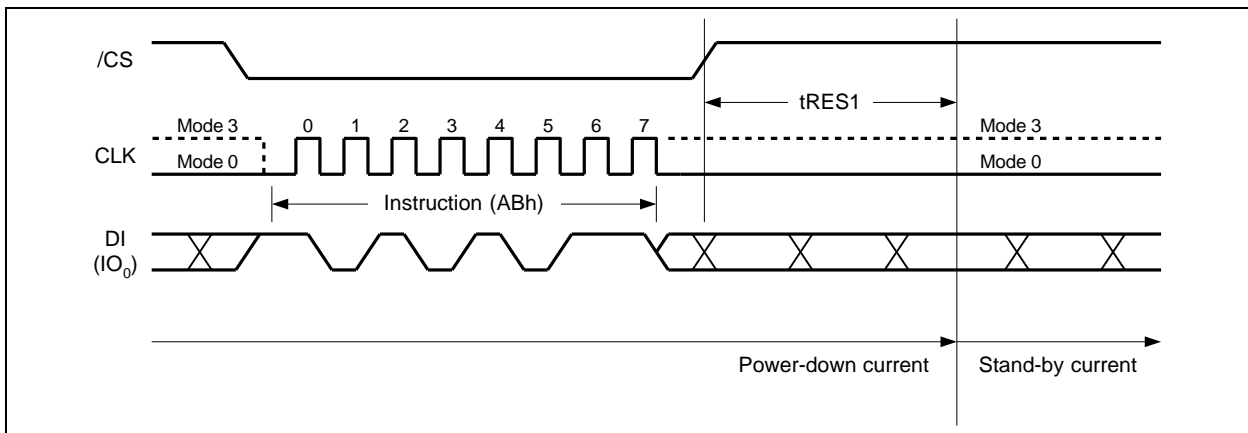 /CS
tRES1
Mode 3 0 1 2 3 4 5 6 7 Mode 3
CLK
Mode 0 Mode 0
Instruction (ABh)
DI
(IO0)
Power-down current Stand-by current